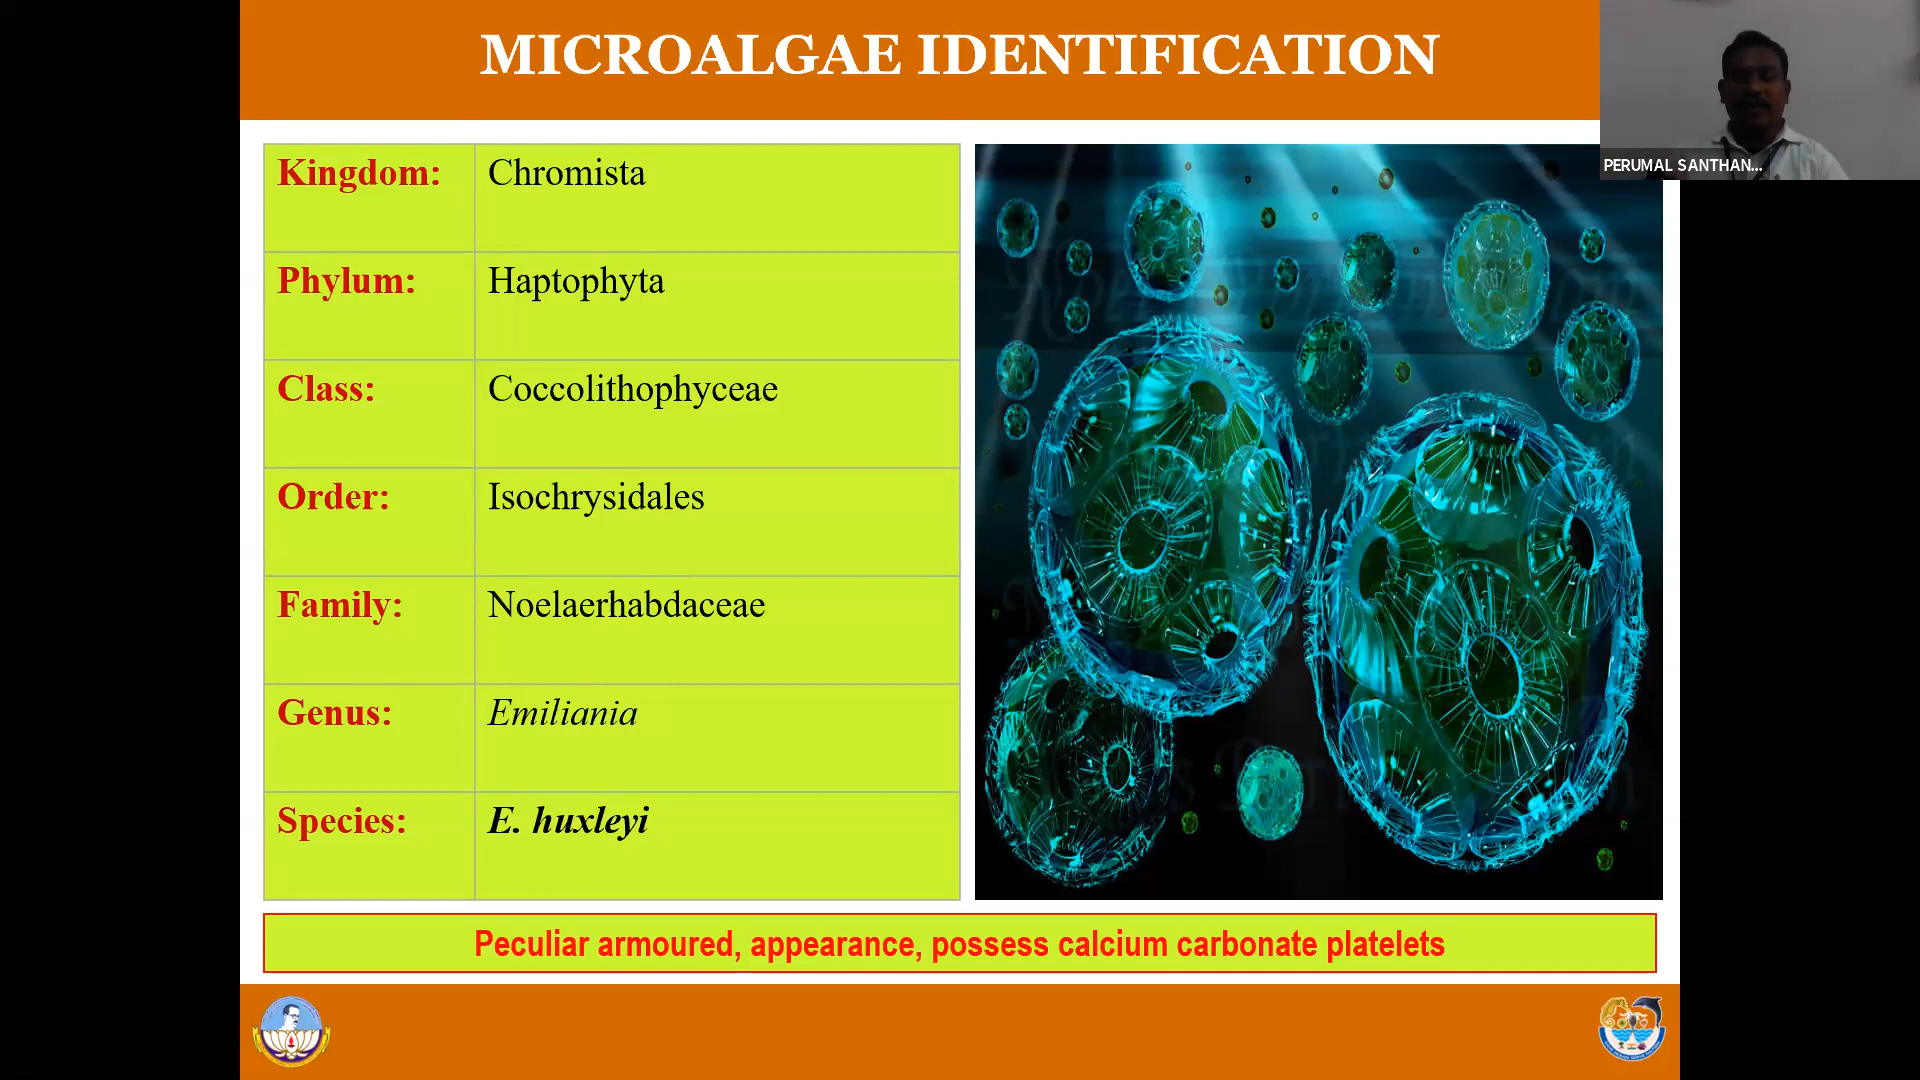 MICROALGAE IDENTIFICATION
PERUMAL SANTHAN...
Kingdom: Chromista
Phylum: Haptophyta
Class: Coccolithophyceae
Order: Isochrysidales
Family: Noelaerhabdaceae
Genus: Emiliania
Species: E. huxleyi
Peculiar armoured, appearance, possess calcium carbonate platelets